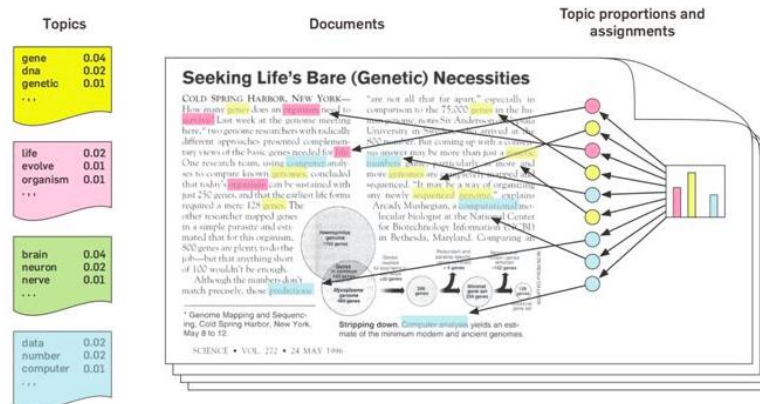 Topics
gene 0.04
dna 0.02
genetic 0.01
...
life 0.02
evolve 0.01
organism 0.01
...
brain 0.04
neuron 0.02
nerve 0.01
...
data 0.02
number 0.02
computer 0.01
...
Documents
Seeking Life's Bare (Genetic) Necessities
COLD SPRING HARBOR, NEW YORK—
How many genes does an organism need to
survive? Last week at the genome meeting
here,* two genome researchers with radically
different approaches presented complemen-
tary views of the basic genes needed for life.
One research team, using computer analy-
ses to compare known genomes, concluded
that today's organisms can be sustained with
just 250 genes, and that the earliest life forms
required a mere 128 genes. The
other researcher mapped genes
in a simple parasite and esti-
mated that for this organism,
800 genes are plenty to do the
job—but that anything short
of 100 wouldn't be enough.
Although the numbers don't
match precisely, those predictions
* Genome Mapping and Sequenc-
ing, Cold Spring Harbor, New York,
May 8 to 12.
"are not all that far apart," especially in
comparison to the 75,000 genes in the hu-
man genome, notes Siv Andersson
University in arrived at the
800 number. But coming up with a
sus answer may be more than just a genetic
numbers particularly more and
more genomes are completely mapped and
sequenced. "It may be a way of organizing
any newly sequenced genome," explains
Arcady Mushegian, a computational mo-
lecular biologist at the National Center
for Biotechnology Information (NCBI)
in Bethesda, Maryland. Comparing an
Haemophilus
genome
1703 genes
Mycoplasma
genome
469 genes
Stripping down. Computer analysis yields an esti-
mate of the minimum modern and ancient genomes.
SCIENCE • VOL. 272 • 24 MAY 1996
Topic proportions and
assignments